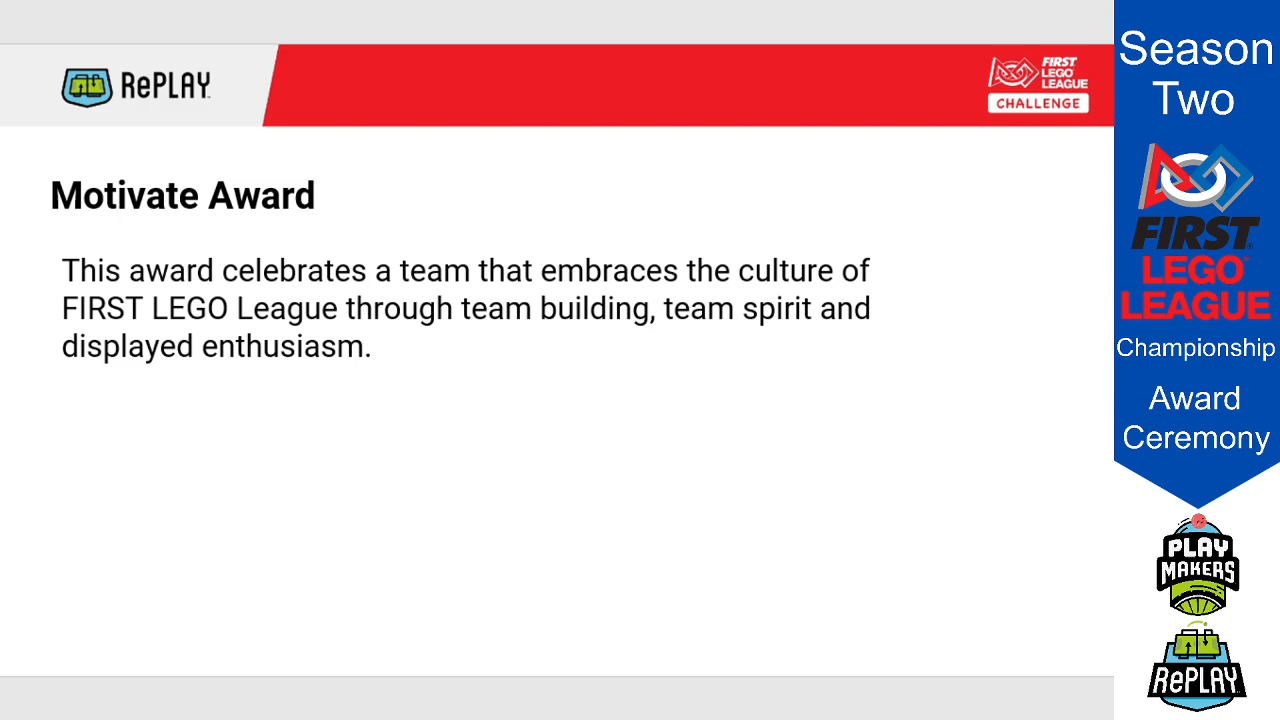 RePLAY
FIRST
LEGO
LEAGUE
CHALLENGE
Motivate Award
This award celebrates a team that embraces the culture of
FIRST LEGO League through team building, team spirit and
displayed enthusiasm.
Season
Two
FIRST
LEGO
LEAGUE
Championship
Award
Ceremony
PLAY
MAKERS
RePLAY